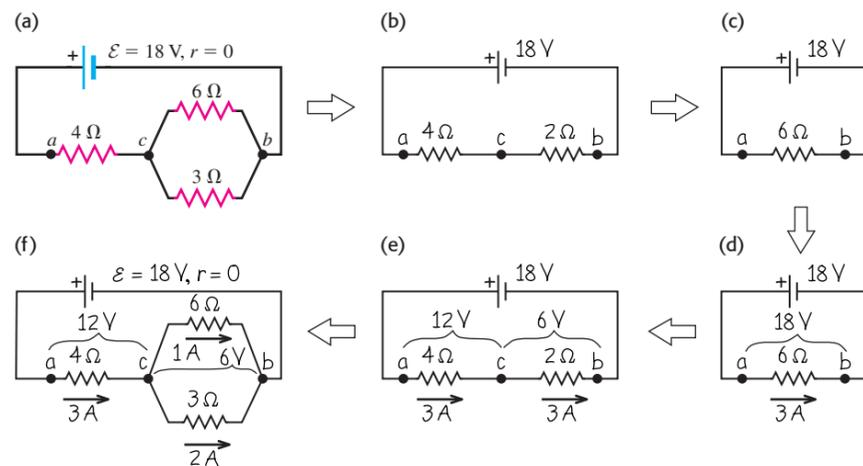 (a)
+ ℰ = 18 V, r = 0
6 Ω
a 4 Ω c b
3 Ω
(b)
+ 18 V
a 4 Ω c 2 Ω b
(c)
18 V
+
a 6 Ω b
(d)
+ 18 V
18 V
a 6 Ω b
3 A
(e)
+ 18 V
12 V 6 V
a 4 Ω c 2 Ω b
3 A 3 A
(f)
+ ℰ = 18 V, r = 0
6 Ω
12 V
1 A 6 V
a 4 Ω c b
3 A
3 Ω
2 A